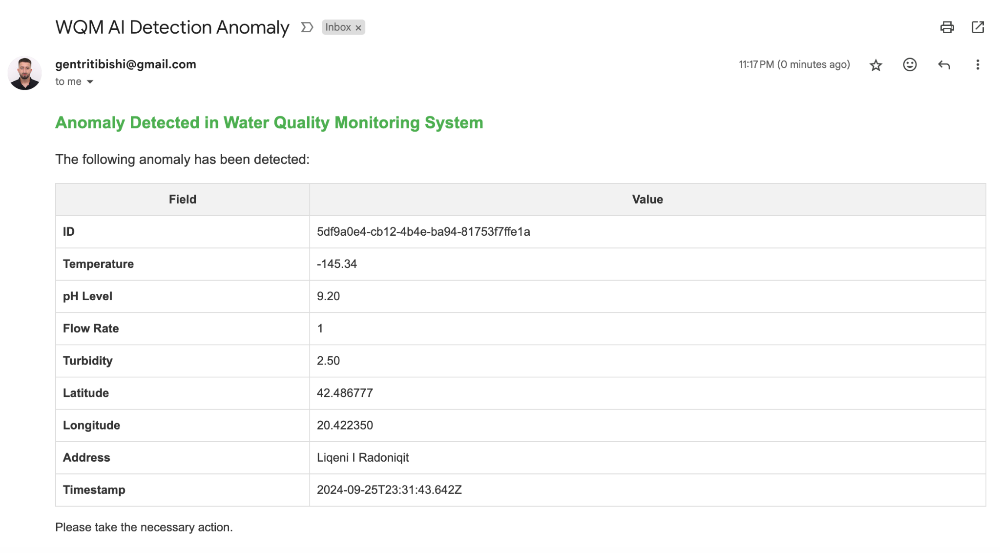 WQM AI Detection Anomaly Inbox ×
gentritibishi@gmail.com 11:17 PM (0 minutes ago)
to me
Anomaly Detected in Water Quality Monitoring System
The following anomaly has been detected:
Field Value
ID 5df9a0e4-cb12-4b4e-ba94-81753f7ffe1a
Temperature -145.34
pH Level 9.20
Flow Rate 1
Turbidity 2.50
Latitude 42.486777
Longitude 20.422350
Address Liqeni I Radoniqit
Timestamp 2024-09-25T23:31:43.642Z
Please take the necessary action.